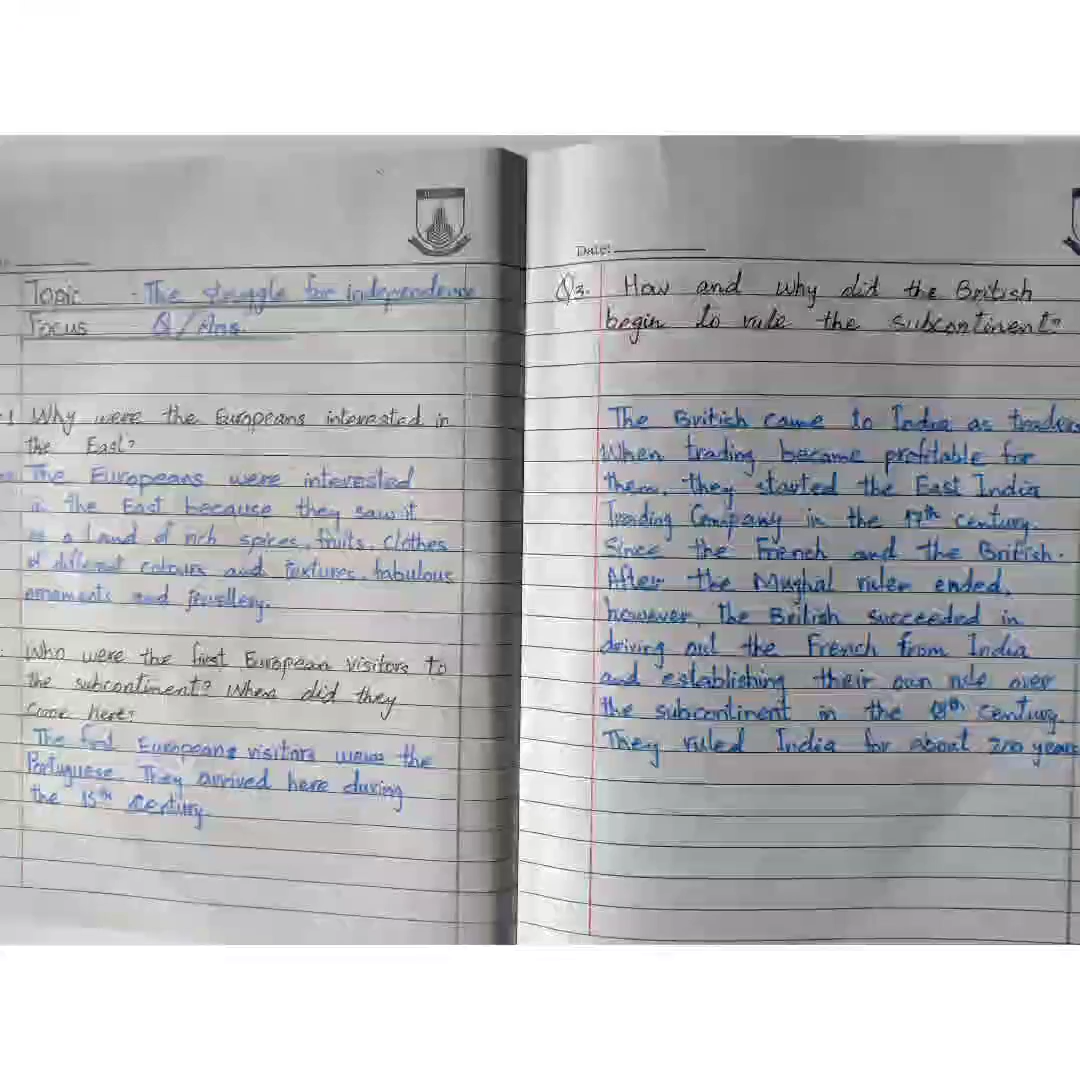 Topic - The struggle for independence
Focus Q/Ans.
1 Why were the Europeans interested in
the East?
The Europeans were interested
in the East because they saw it
as a land of rich spices, fruits, clothes
of different colours and textures, fabulous
ornaments and jewellery.
Who were the first European visitors to
the subcontinent? When did they
come here?
The first Europeans visitors were the
Portuguese. They arrived here during
the 15th century.
Date:
Q3. How and why did the British
begin to rule the subcontinent?
The British came to India as traders
When trading became profitable for
them, they started the East India
Trading Company in the 17th century.
Since the French and the British.
After the Mughal ruler ended,
however, the British succeeded in
driving out the French from India
and establishing their own rule over
the subcontinent in the 18th century.
They ruled India for about 200 years